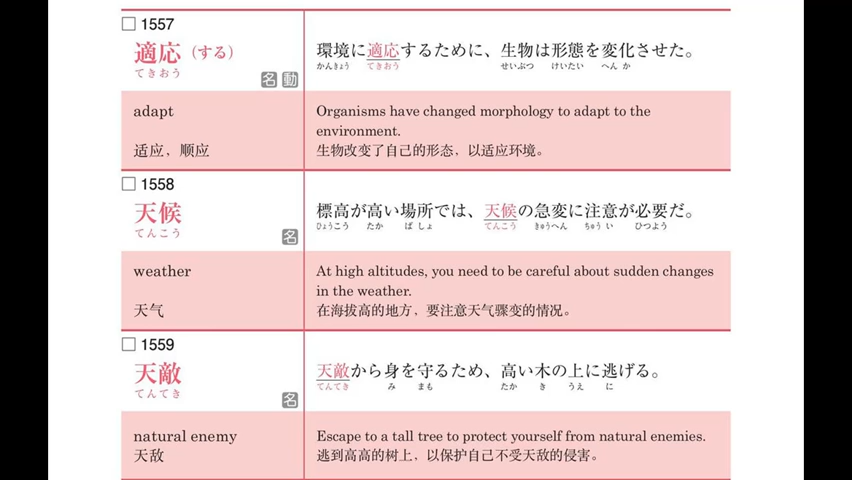 1557
適応（する）
てきおう
名 動
環境に適応するために、生物は形態を変化させた。
かんきょう てきおう せいぶつ けいたい へん か
adapt
适应，顺应
Organisms have changed morphology to adapt to the
environment.
生物改变了自己的形态，以适应环境。
1558
天候
てんこう
名
標高が高い場所では、天候の急変に注意が必要だ。
ひょうこう たか ば しょ てんこう きゅうへん ちゅう い ひつよう
weather
天气
At high altitudes, you need to be careful about sudden changes
in the weather.
在海拔高的地方，要注意天气骤变的情况。
1559
天敵
てんてき
名
天敵から身を守るため、高い木の上に逃げる。
てんてき み まも たか き うえ に
natural enemy
天敌
Escape to a tall tree to protect yourself from natural enemies.
逃到高高的树上，以保护自己不受天敌的侵害。